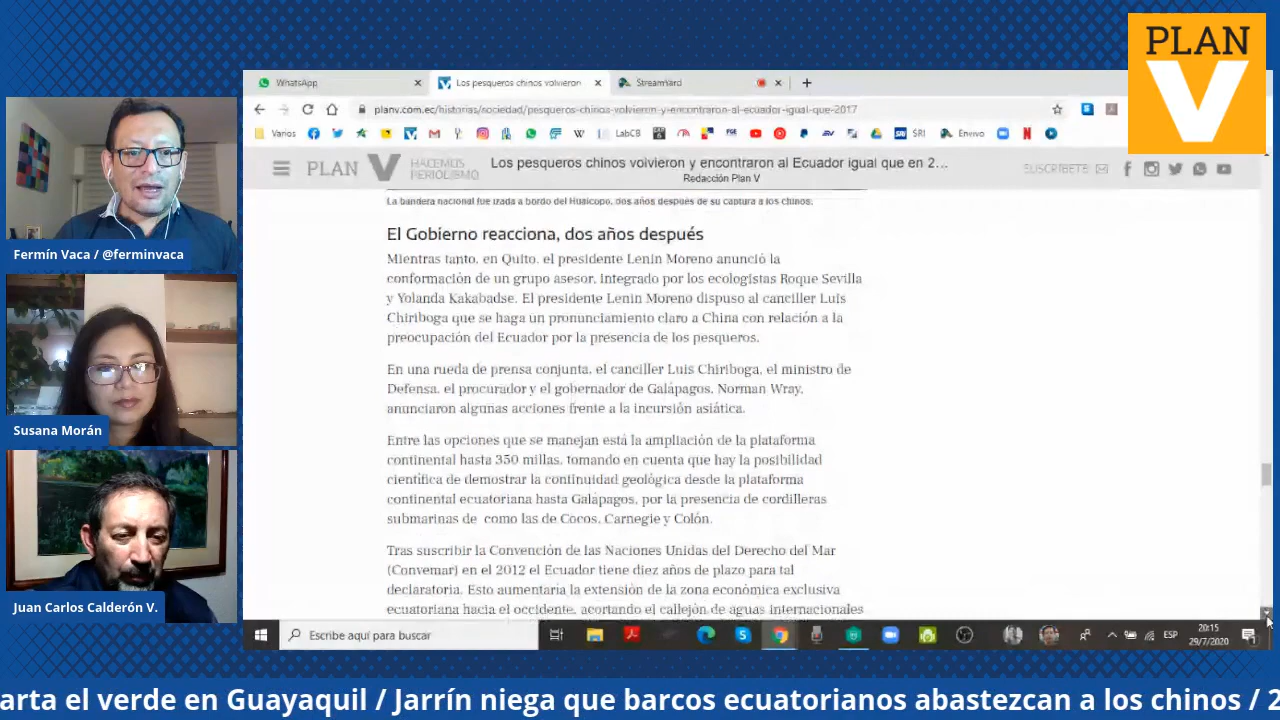 PLAN
V
WhatsApp
Los pesqueros chinos volvieron
StreamYard
planv.com.ec/historias/sociedad/pesqueros-chinos-volvieron-y-encontraron-al-ecuador-igual-que-2017
Varios
LabCB
SRI
Envivo
PLAN V
HACEMOS
PERIODISMO
Los pesqueros chinos volvieron y encontraron al Ecuador igual que en 2...
Redacción Plan V
SUSCRÍBETE
La bandera nacional fue izada a bordo del Hualcopo, dos años después de su captura a los chinos.
El Gobierno reacciona, dos años después
Mientras tanto, en Quito, el presidente Lenín Moreno anunció la
conformación de un grupo asesor, integrado por los ecologistas Roque Sevilla
y Yolanda Kakabadse. El presidente Lenin Moreno dispuso al canciller Luis
Chiriboga que se haga un pronunciamiento claro a China con relación a la
preocupación del Ecuador por la presencia de los pesqueros.
En una rueda de prensa conjunta, el canciller Luis Chiriboga, el ministro de
Defensa, el procurador y el gobernador de Galápagos, Norman Wray,
anunciaron algunas acciones frente a la incursión asiática.
Entre las opciones que se manejan está la ampliación de la plataforma
continental hasta 350 millas, tomando en cuenta que hay la posibilidad
científica de demostrar la continuidad geológica desde la plataforma
continental ecuatoriana hasta Galápagos, por la presencia de cordilleras
submarinas de como las de Cocos, Carnegie y Colón.
Tras suscribir la Convención de las Naciones Unidas del Derecho del Mar
(Convemar) en el 2012 el Ecuador tiene diez años de plazo para tal
declaratoria. Esto aumentaría la extensión de la zona económica exclusiva
ecuatoriana hacia el occidente, acortando el callejón de aguas internacionales
Escribe aquí para buscar
ESP
20:15
29/7/2020
Fermín Vaca / @ferminvaca
Susana Morán
Juan Carlos Calderón V.
arta el verde en Guayaquil / Jarrín niega que barcos ecuatorianos abastezcan a los chinos / 2